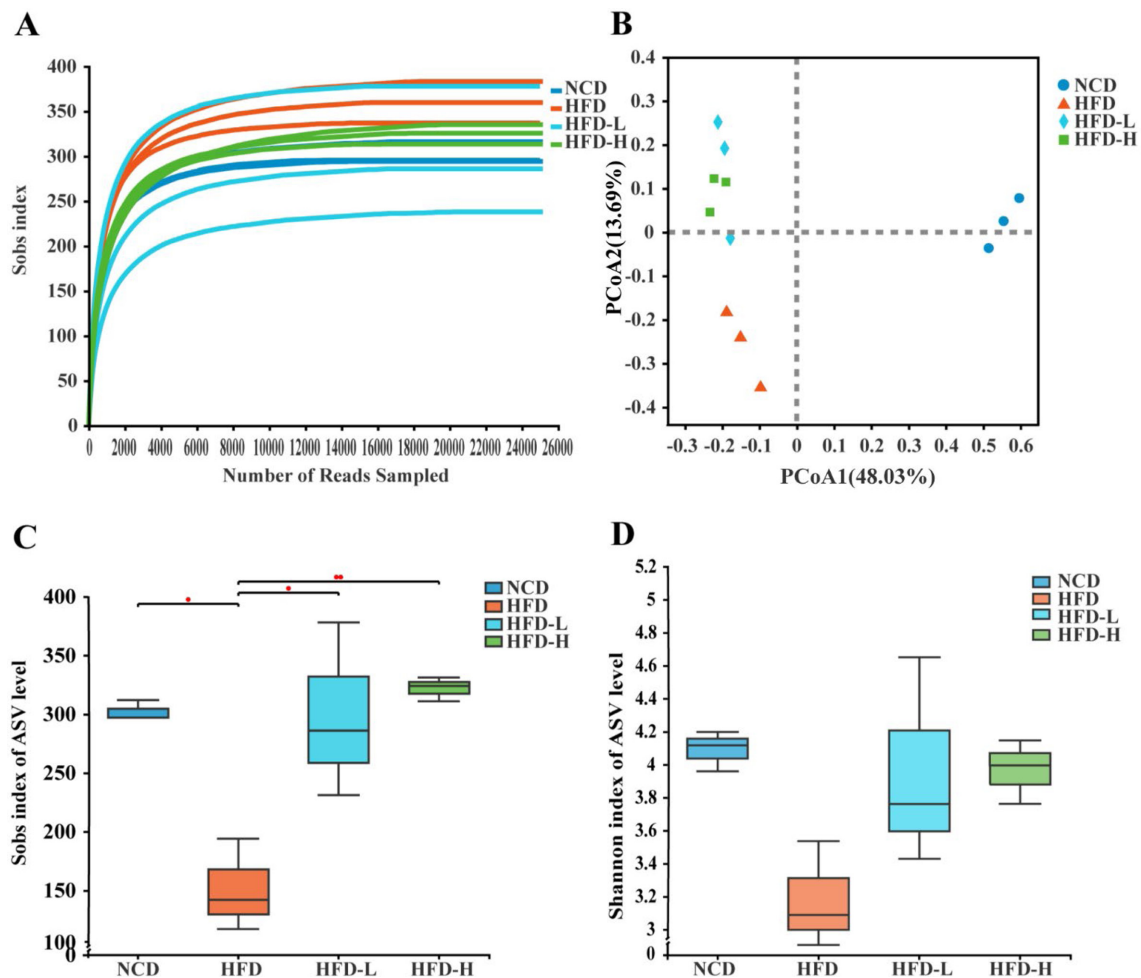 A
400
350
300
250
200
150
100
50
0
Sobs index
0 2000 4000 6000 8000 10000 12000 14000 16000 18000 20000 22000 24000 26000
Number of Reads Sampled
NCD
HFD
HFD-L
HFD-H
B
0.4
0.3
0.2
0.1
0
-0.1
-0.2
-0.3
-0.4
PCoA2(13.69%)
-0.3 -0.2 -0.1 0 0.1 0.2 0.3 0.4 0.5 0.6
PCoA1(48.03%)
NCD
HFD
HFD-L
HFD-H
C
400
350
300
250
200
150
100
0
Sobs index of ASV level
NCD HFD HFD-L HFD-H
NCD
HFD
HFD-L
HFD-H
D
5.2
5
4.8
4.6
4.4
4.2
4
3.8
3.6
3.4
3.2
3
0
Shannon index of ASV level
NCD HFD HFD-L HFD-H
NCD
HFD
HFD-L
HFD-H